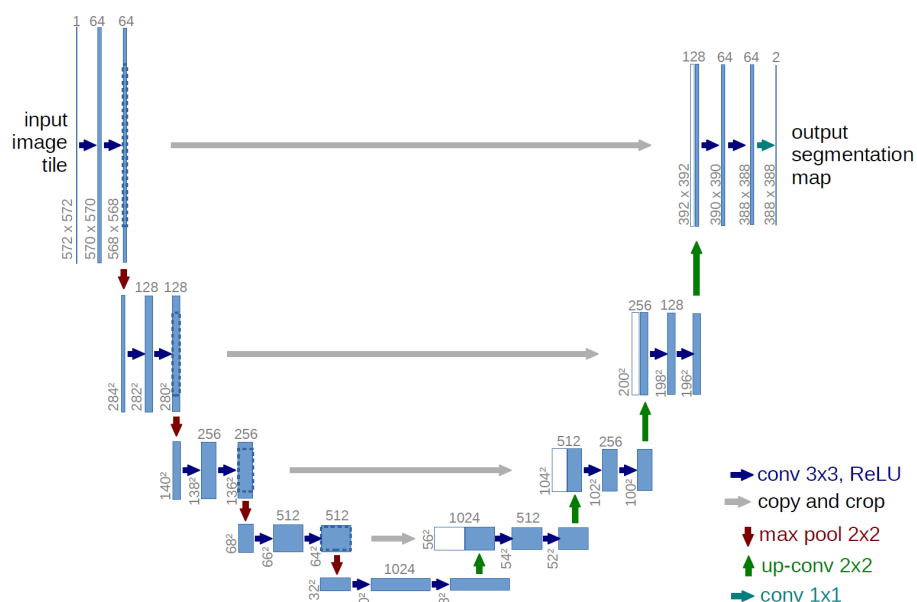 1 64 64
input
image
tile
572 x 572
570 x 570
568 x 568
128 64 64 2
output
segmentation
map
392 x 392
390 x 390
388 x 388
388 x 388
128 128
284²
282²
280²
256 128
200²
198²
196²
256 256
140²
138²
136²
512 256
104²
102²
100²
512 512
68²
66²
64²
1024 512
56²
54²
52²
1024
32²
conv 3x3, ReLU
copy and crop
max pool 2x2
up-conv 2x2
conv 1x1